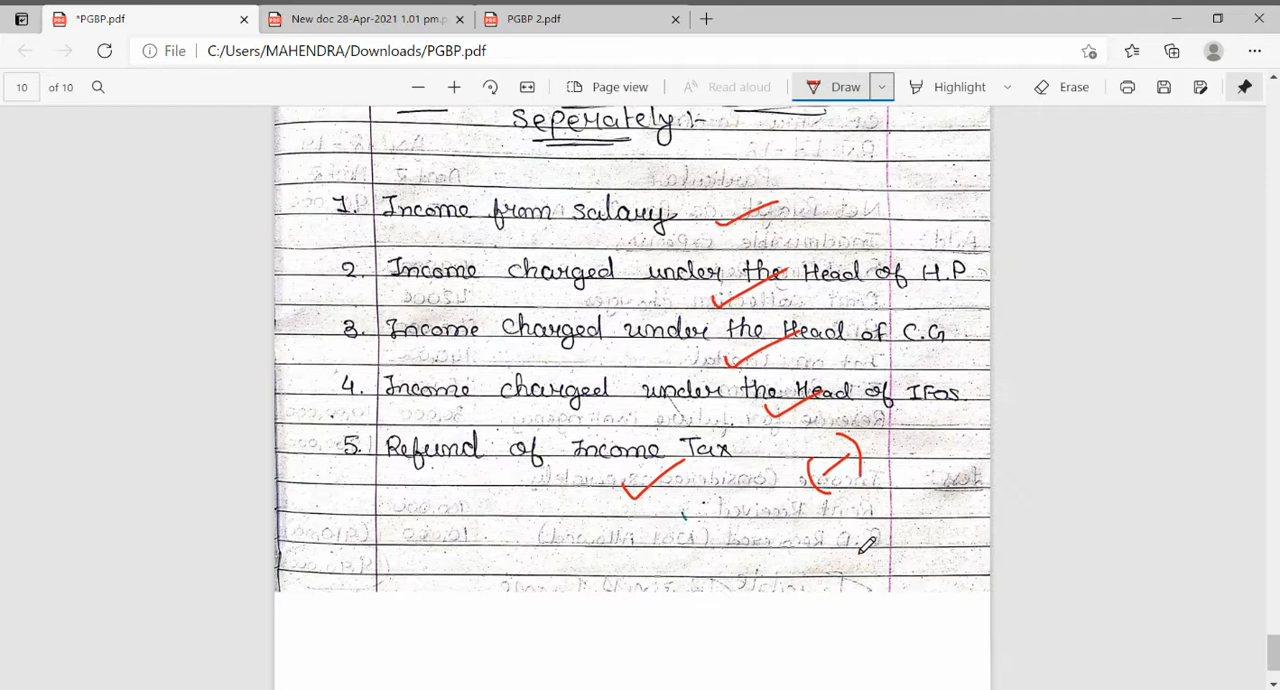 *PGBP.pdf
New doc 28-Apr-2021 1.01 pm.p
PGBP 2.pdf
File
C:/Users/MAHENDRA/Downloads/PGBP.pdf
10 of 10
Page view
Read aloud
Draw
Highlight
Erase
Seperately:-
1. Income from salary
2. Income charged under the Head of H.P
3. Income charged under the Head of C.G
4. Income charged under the Head of IFOS
5. Refund of Income Tax